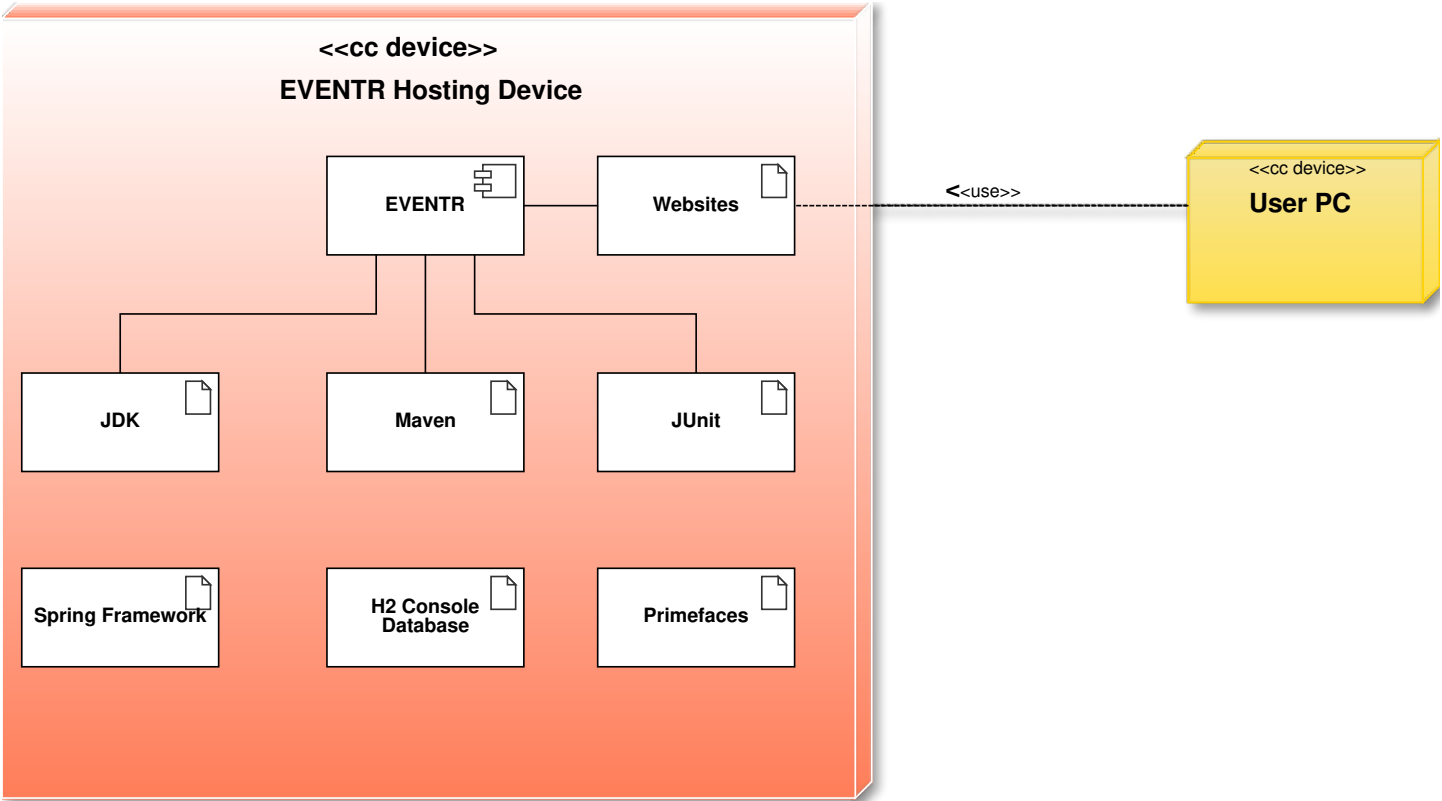 <<cc device>>
EVENTR Hosting Device
<<cc device>>
User PC
EVENTR
Websites
<<use>>
JDK
Maven
JUnit
Spring Framework
H2 Console
Database
Primefaces